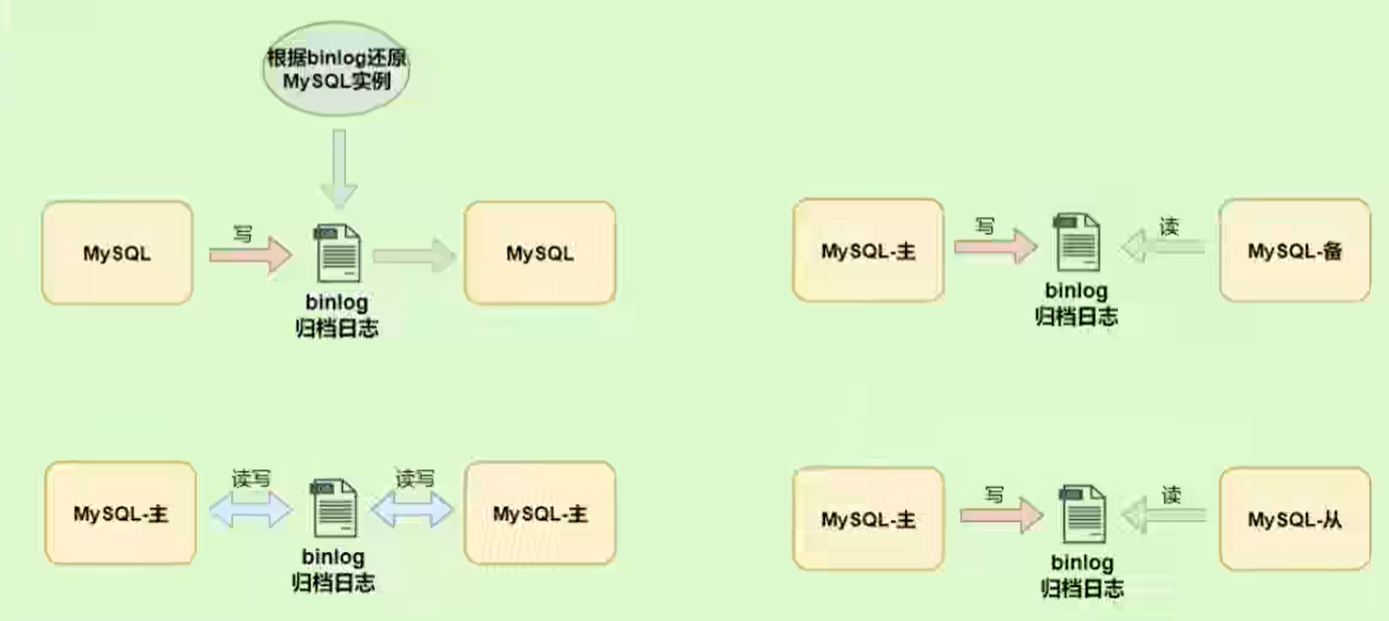 根据binlog还原
MySQL实例
MySQL
写
binlog
归档日志
MySQL
MySQL-主
写
binlog
归档日志
读
MySQL-备
MySQL-主
读写
binlog
归档日志
读写
MySQL-主
MySQL-主
写
binlog
归档日志
读
MySQL-从